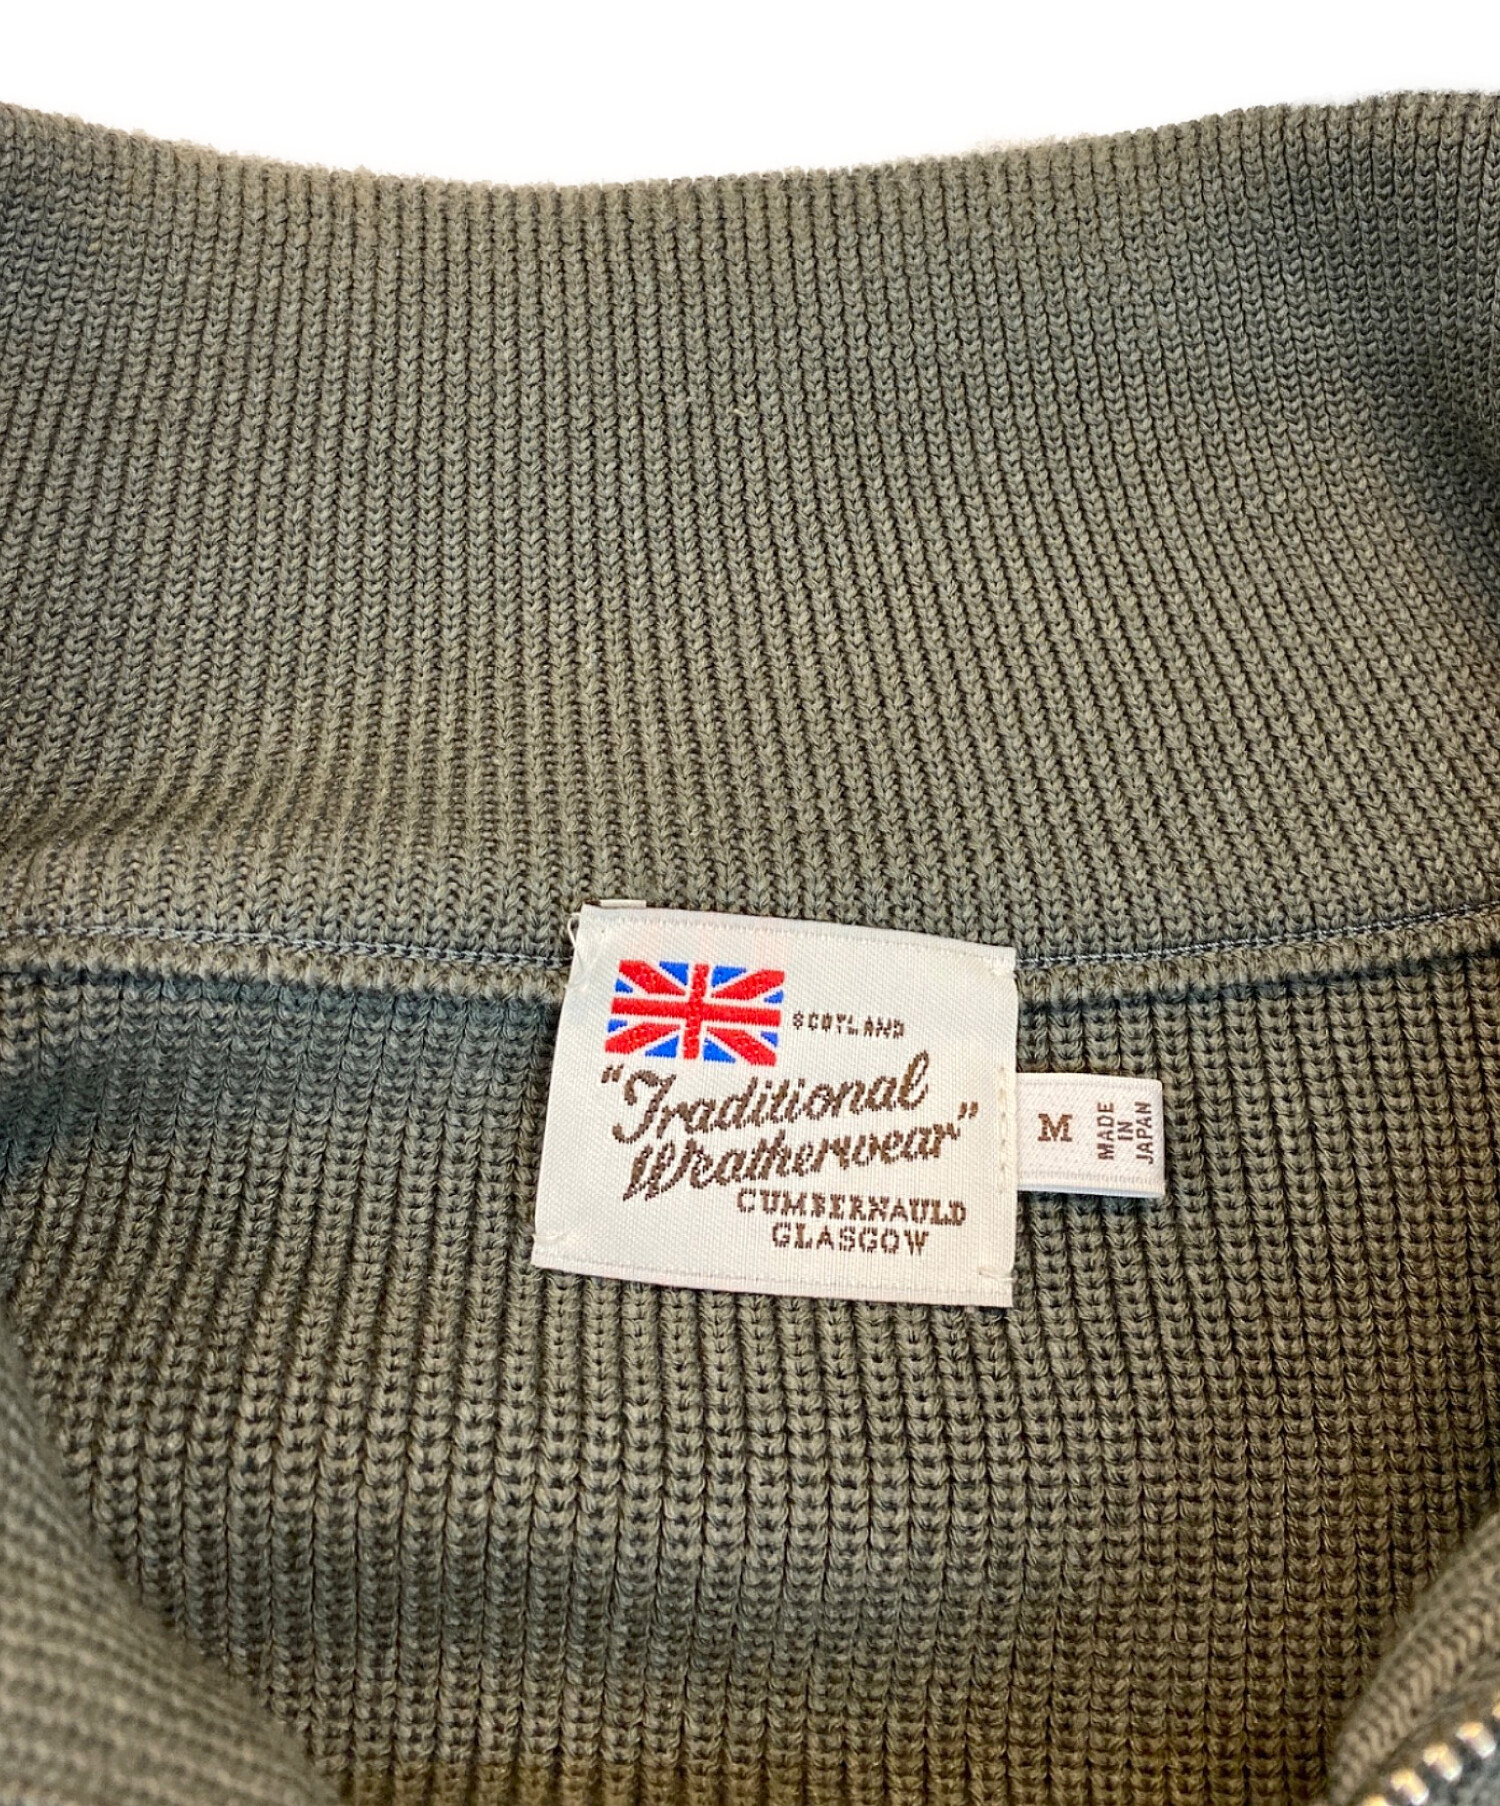 SCOTLAND
"Traditional
Weatherwear"
CUMBERNAULD
GLASGOW
M
MADE
IN
JAPAN